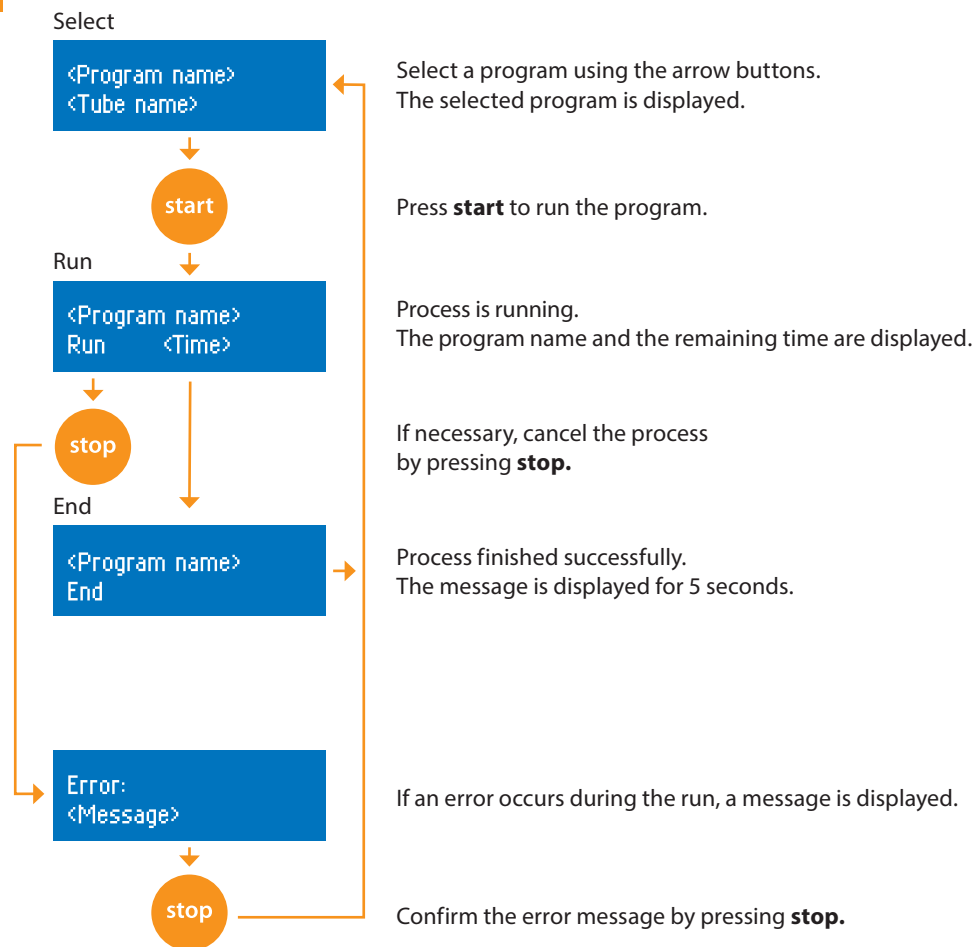 Select
<Program name>
<Tube name>
Select a program using the arrow buttons.
The selected program is displayed.
start
Press start to run the program.
Run
<Program name>
Run <Time>
Process is running.
The program name and the remaining time are displayed.
stop
If necessary, cancel the process
by pressing stop.
End
<Program name>
End
Process finished successfully.
The message is displayed for 5 seconds.
Error:
<Message>
If an error occurs during the run, a message is displayed.
stop
Confirm the error message by pressing stop.